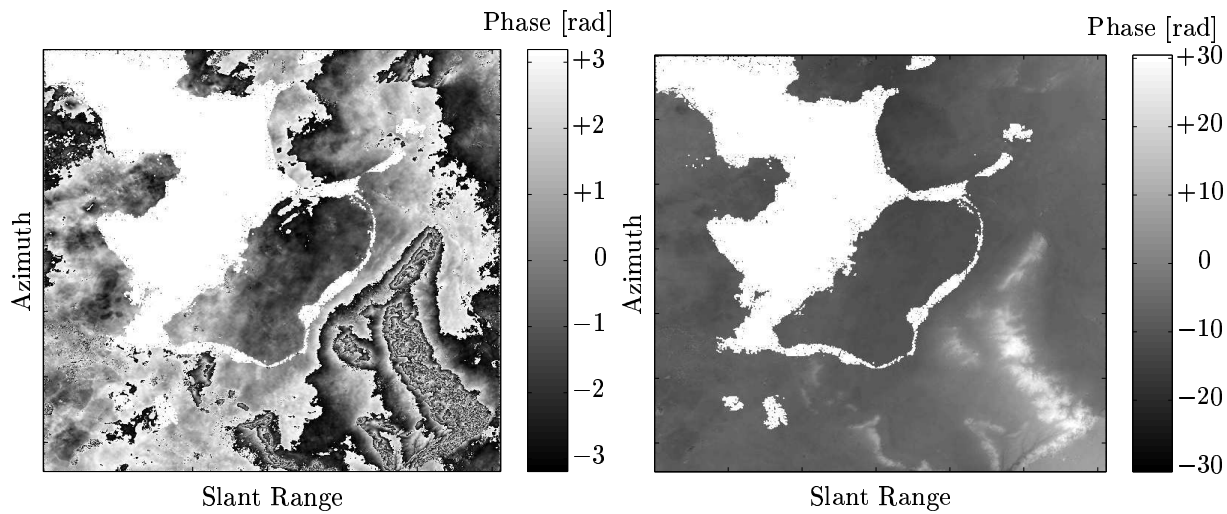 Phase [rad]
+3
+2
+1
0
−1
−2
−3
Azimuth
Slant Range
Phase [rad]
+30
+20
+10
0
−10
−20
−30
Azimuth
Slant Range